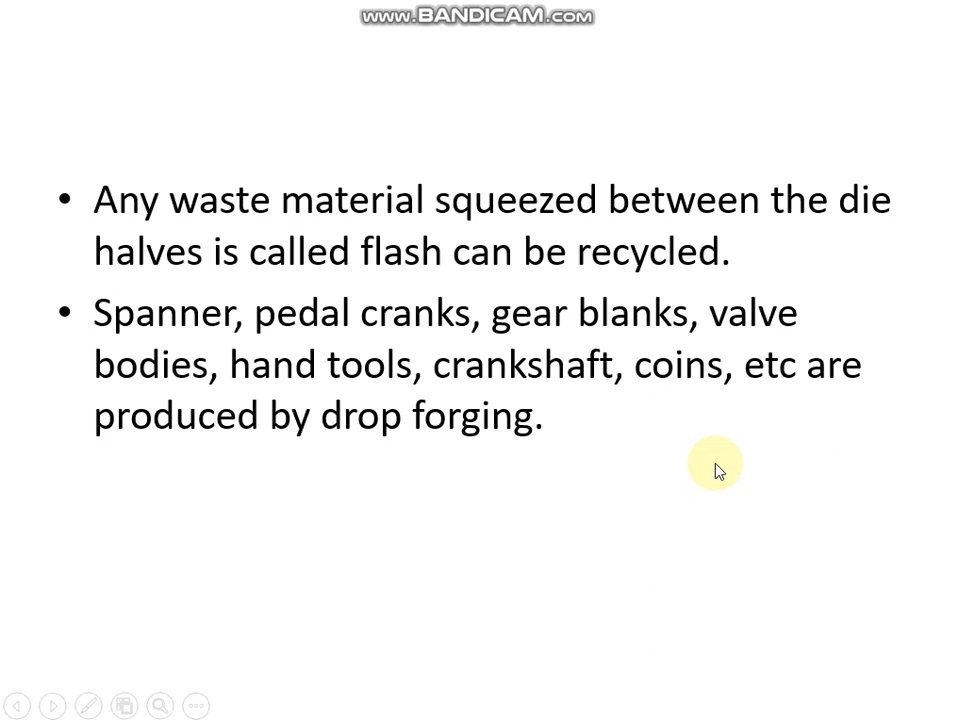 www.BANDICAM.com
• Any waste material squeezed between the die
halves is called flash can be recycled.
• Spanner, pedal cranks, gear blanks, valve
bodies, hand tools, crankshaft, coins, etc are
produced by drop forging.